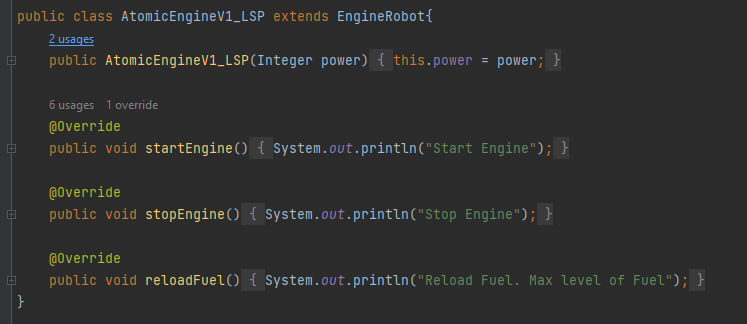 public class AtomicEngineV1_LSP extends EngineRobot{
2 usages
public AtomicEngineV1_LSP(Integer power) { this.power = power; }
6 usages 1 override
@Override
public void startEngine() { System.out.println("Start Engine"); }
@Override
public void stopEngine() { System.out.println("Stop Engine"); }
@Override
public void reloadFuel() { System.out.println("Reload Fuel. Max level of Fuel"); }
}